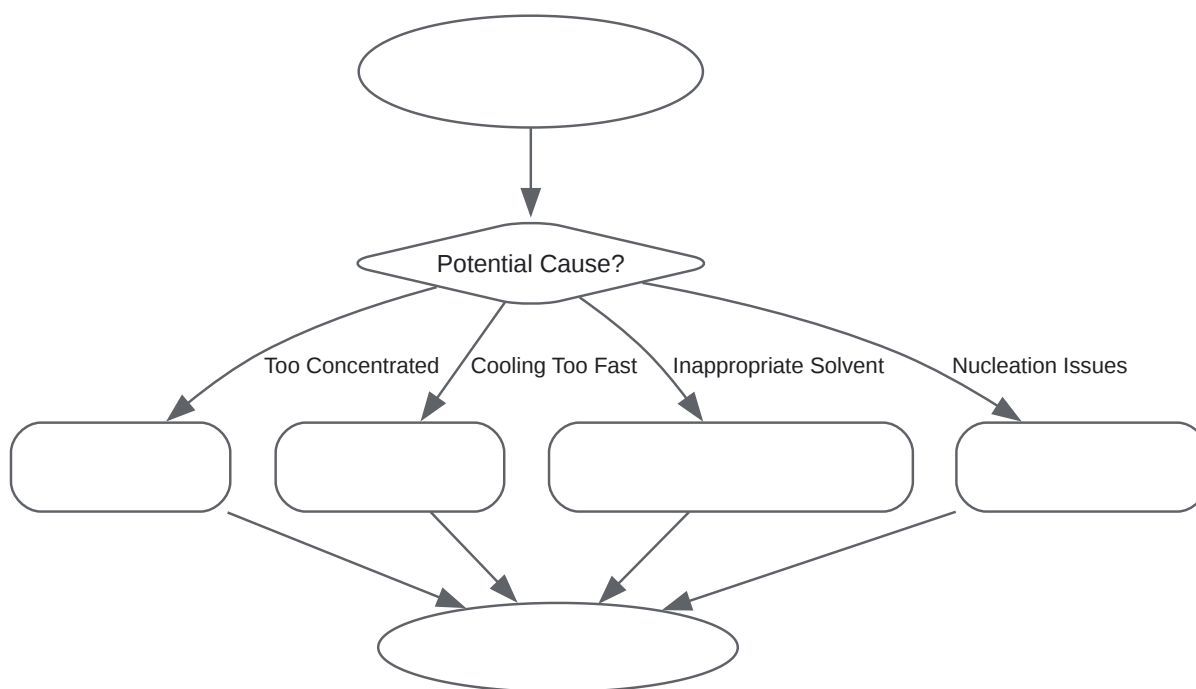 Potential Cause?
Too Concentrated
Cooling Too Fast
Inappropriate Solvent
Nucleation Issues